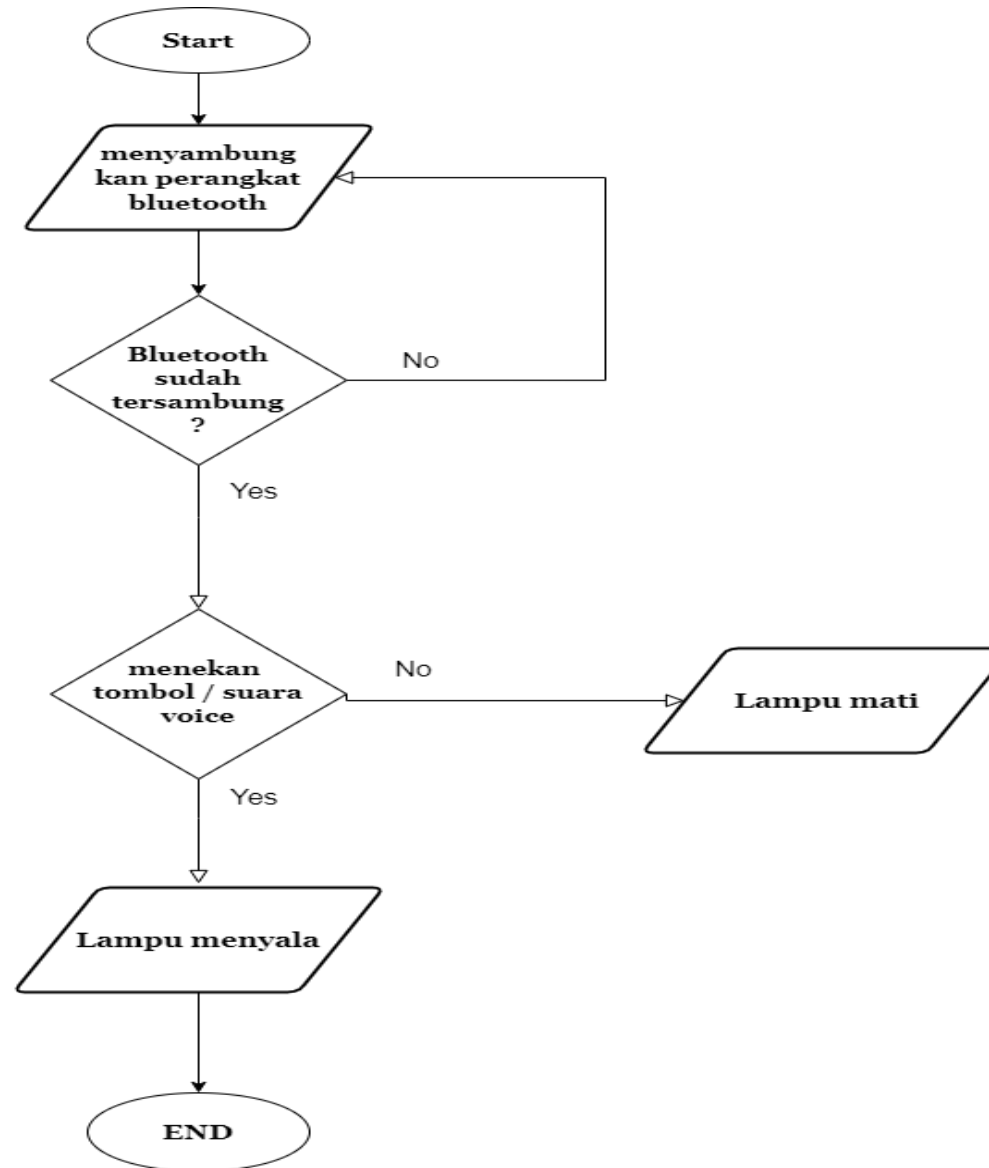 Start
menyambung
kan perangkat
bluetooth
Bluetooth
sudah
tersambung
?
No
Yes
menekan
tombol / suara
voice
No
Lampu mati
Yes
Lampu menyala
END